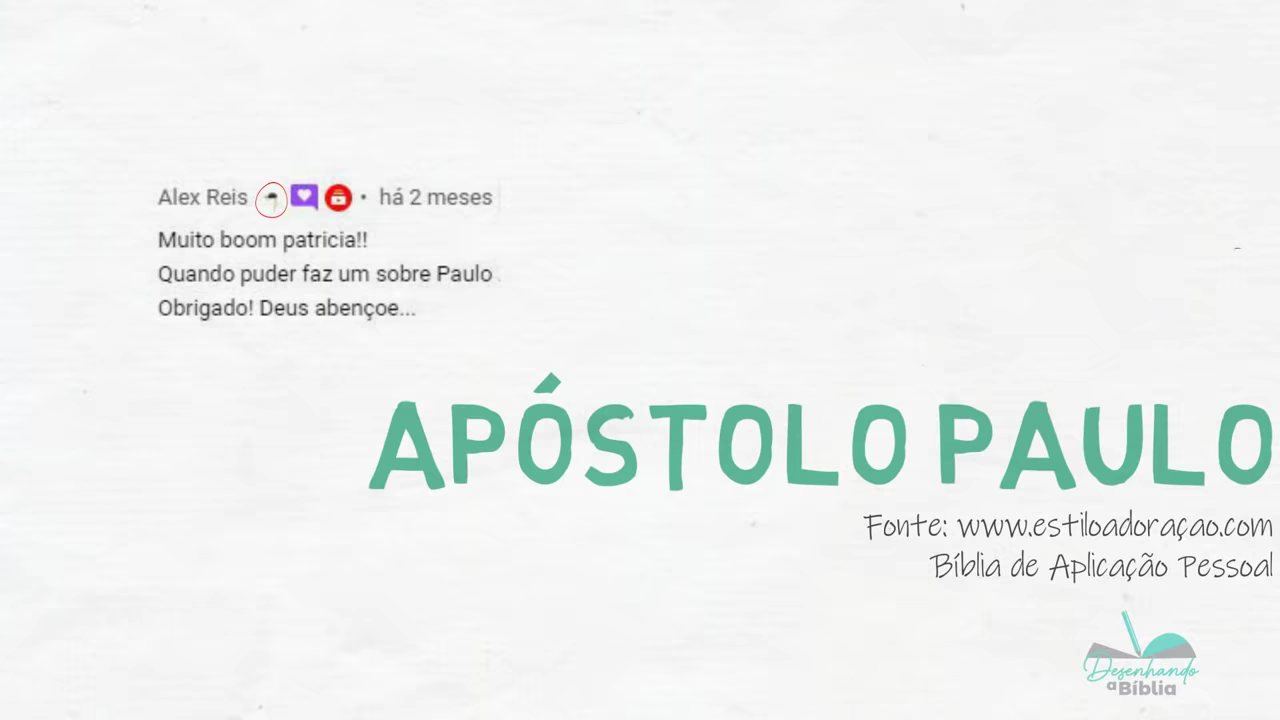 Alex Reis • há 2 meses
Muito boom patricia!!
Quando puder faz um sobre Paulo
Obrigado! Deus abençoe...
APÓSTOLO PAULO
Fonte: www.estiloadoraçao.com
Bíblia de Aplicação Pessoal
Desenhando
a Bíblia